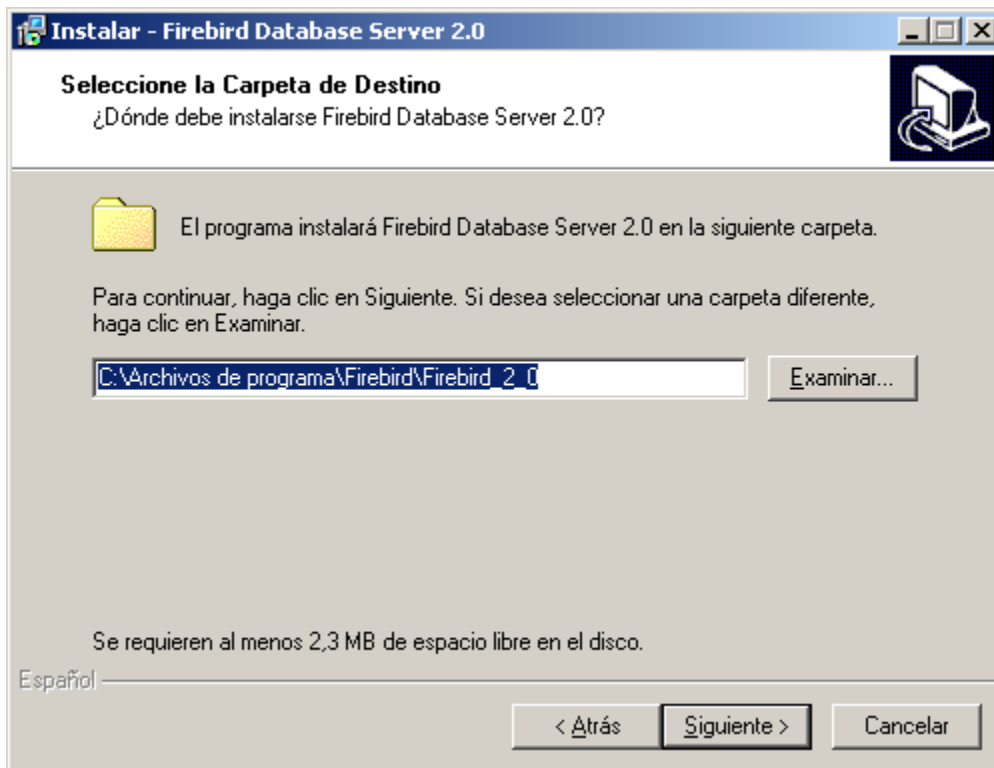 Instalar - Firebird Database Server 2.0
Seleccione la Carpeta de Destino
¿Dónde debe instalarse Firebird Database Server 2.0?
El programa instalará Firebird Database Server 2.0 en la siguiente carpeta.
Para continuar, haga clic en Siguiente. Si desea seleccionar una carpeta diferente,
haga clic en Examinar.
C:\Archivos de programa\Firebird\Firebird_2_0
Examinar...
Se requieren al menos 2,3 MB de espacio libre en el disco.
Español
< Atrás
Siguiente >
Cancelar